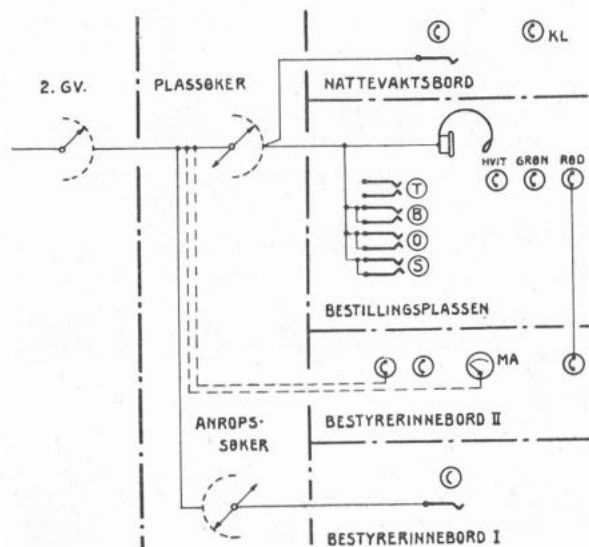 KL
2. GV.
PLASSØKER
NATTEVAKTSBORD
HVIT GRØN RØD
T
B
O
S
BESTILLINGSPLASSEN
MA
ANROPS-
SØKER
BESTYRERINNEBORD II
BESTYRERINNEBORD I